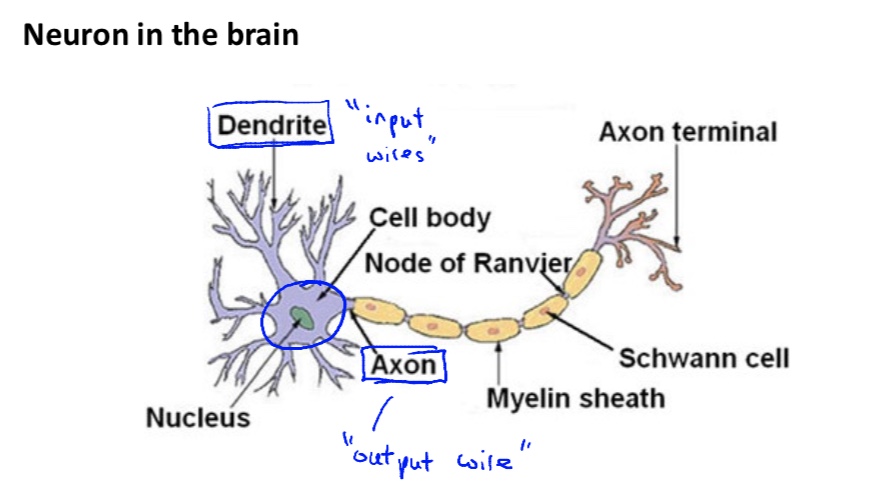 Neuron in the brain
Dendrite
"input
wires"
Axon terminal
Cell body
Node of Ranvier
Axon
Schwann cell
Myelin sheath
Nucleus
"output wire"